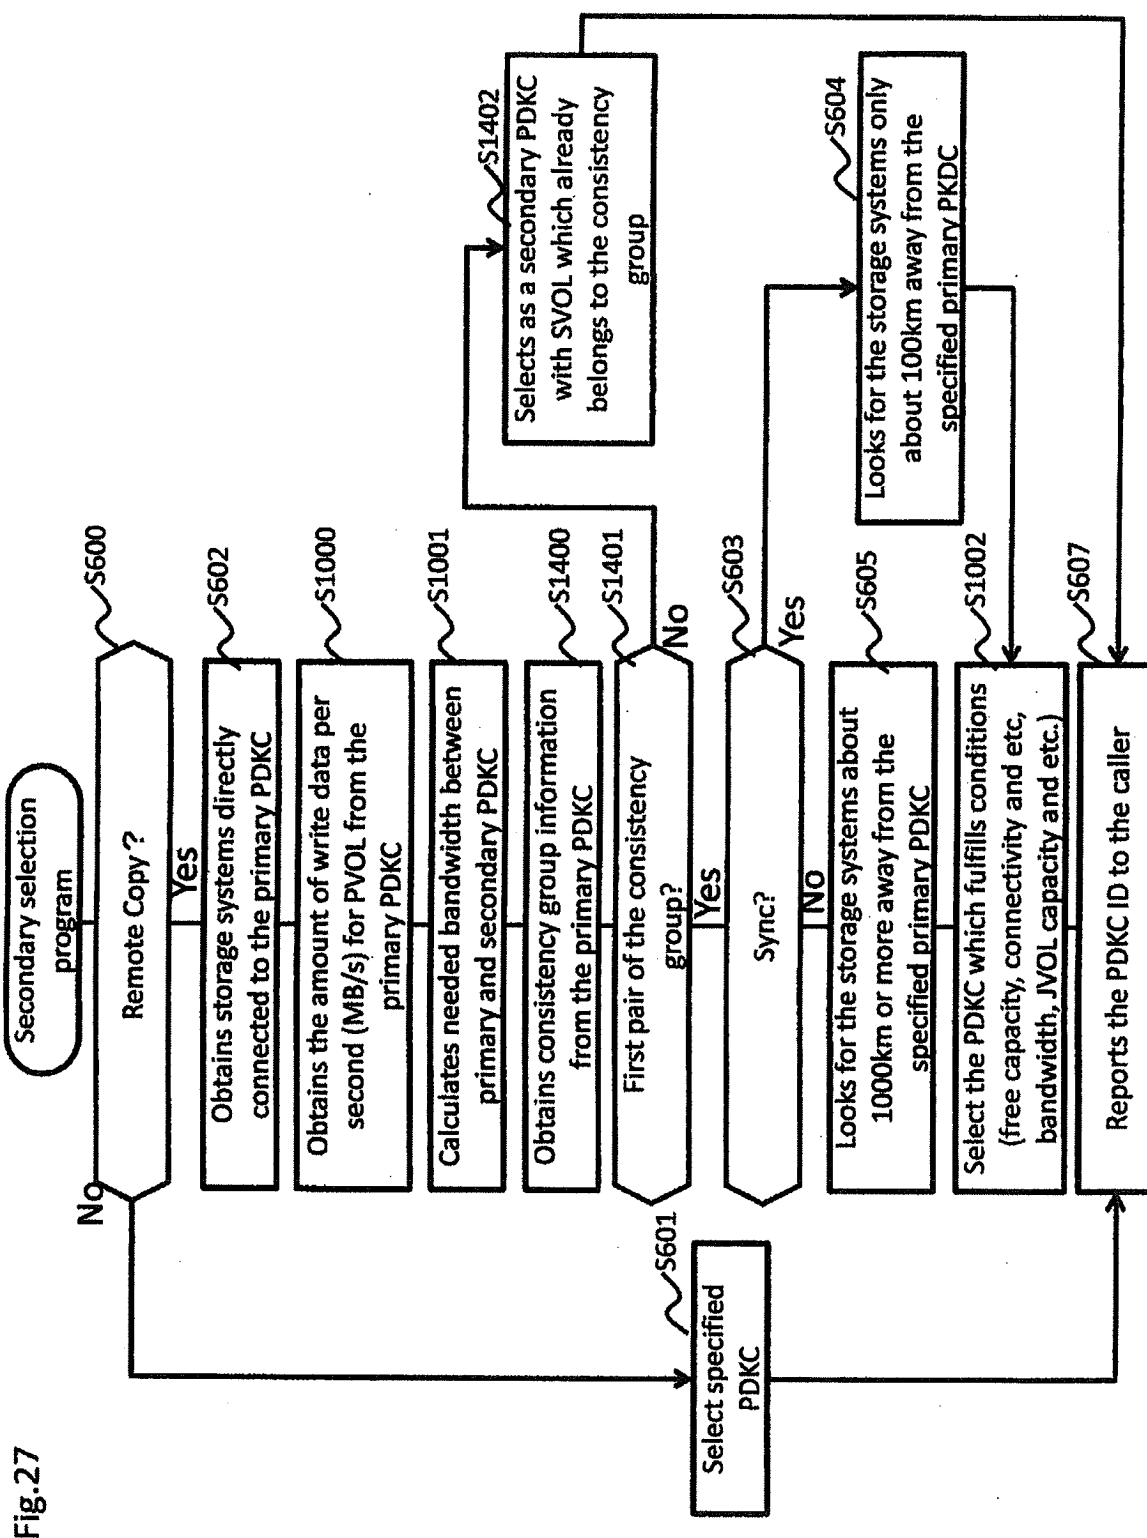 Fig.27
Secondary selection
program
S600
Remote Copy?
No
Yes
S602
Obtains storage systems directly
connected to the primary PDKC
S1000
Obtains the amount of write data per
second (MB/s) for PVOL from the
primary PDKC
S1001
Calculates needed bandwidth between
primary and secondary PDKC
S1400
Obtains consistency group information
from the primary PDKC
S1401
First pair of the consistency
group?
No
Yes
S1402
Selects as a secondary PDKC
with SVOL which already
belongs to the consistency
group
S603
Sync?
Yes
No
S604
Looks for the storage systems only
about 100km away from the
specified primary PKDC
S605
Looks for the storage systems about
1000km or more away from the
specified primary PDKC
S1002
Select the PDKC which fulfills conditions
(free capacity, connectivity and etc,
bandwidth, JVOL capacity and etc.)
S601
Select specified
PDKC
S607
Reports the PDKC ID to the caller